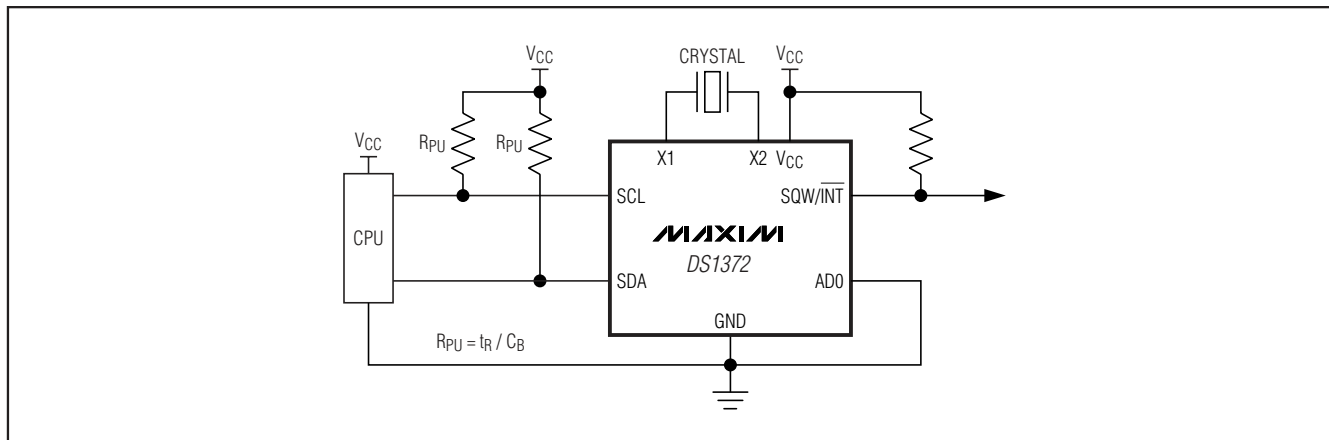 VCC
CRYSTAL
VCC
VCC
RPU
RPU
X1
X2
VCC
SCL
SQW/INT
CPU
MAXIM
DS1372
SDA
AD0
GND
RPU = tR / CB